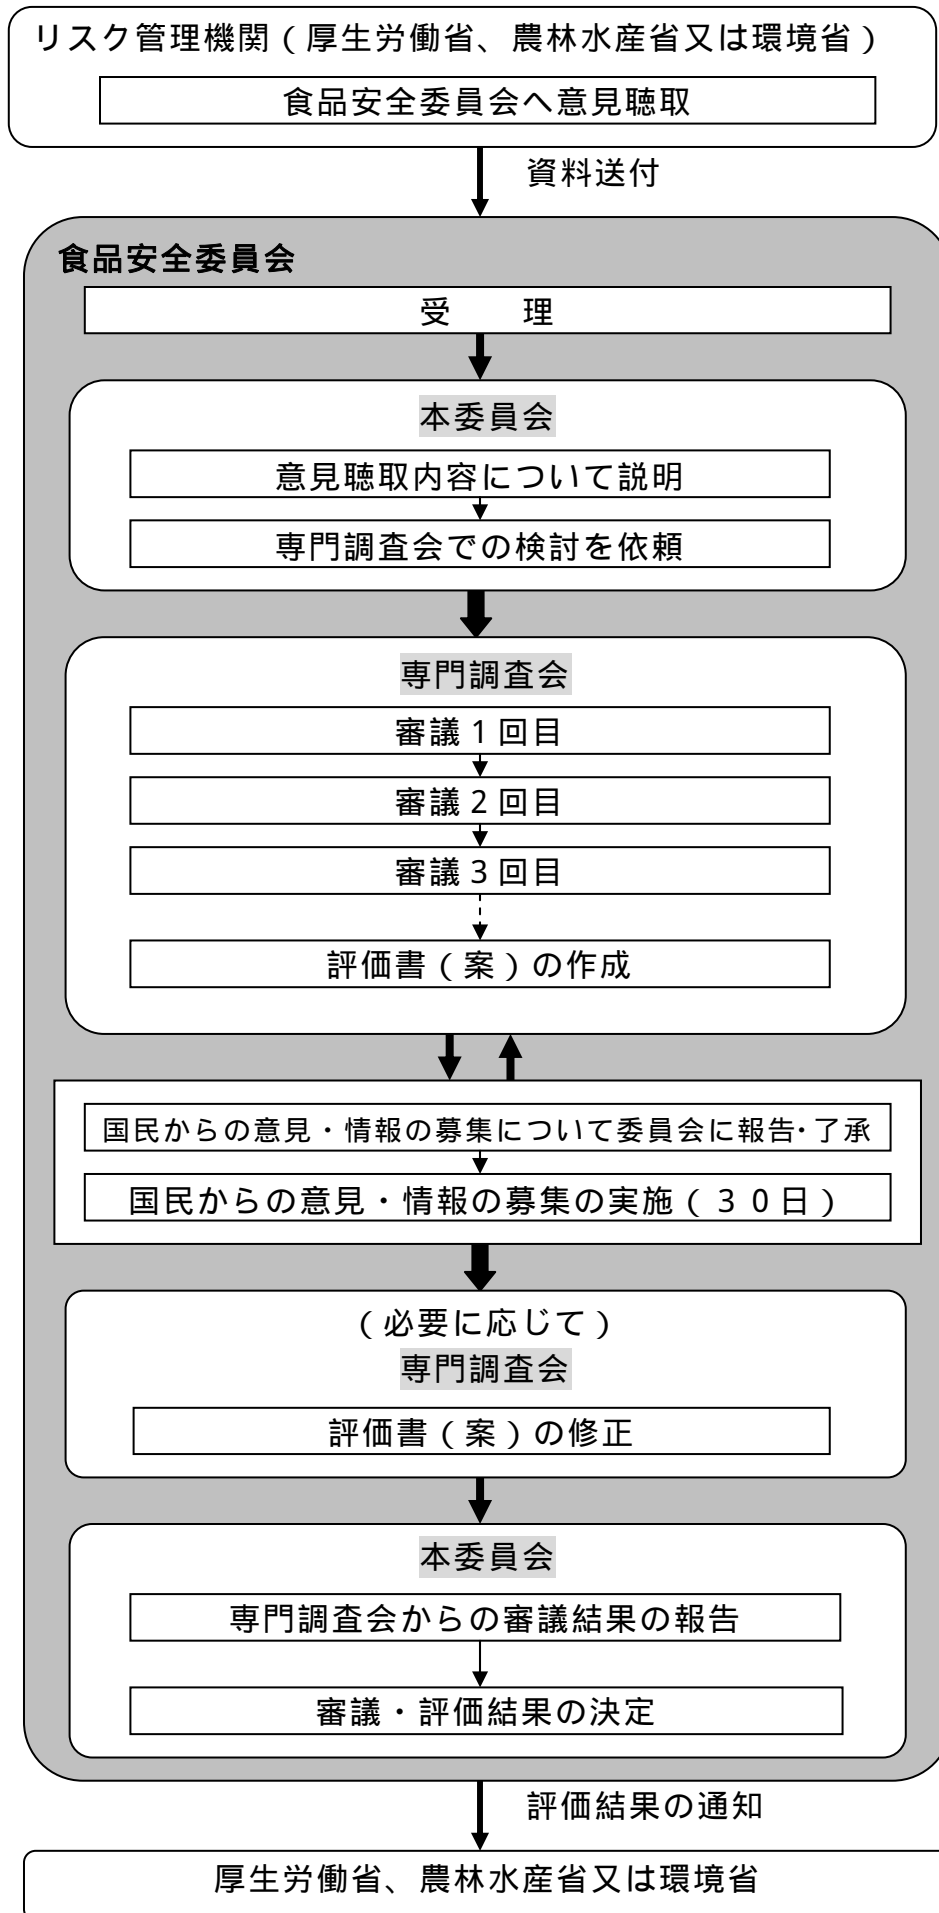 リスク管理機関（厚生労働省、農林水産省又は環境省）
食品安全委員会へ意見聴取
資料送付
食品安全委員会
受　　理
本委員会
意見聴取内容について説明
専門調査会での検討を依頼
専門調査会
審議１回目
審議２回目
審議３回目
評価書（案）の作成
国民からの意見・情報の募集について委員会に報告・了承
国民からの意見・情報の募集の実施（３０日）
（必要に応じて）
専門調査会
評価書（案）の修正
本委員会
専門調査会からの審議結果の報告
審議・評価結果の決定
評価結果の通知
厚生労働省、農林水産省又は環境省